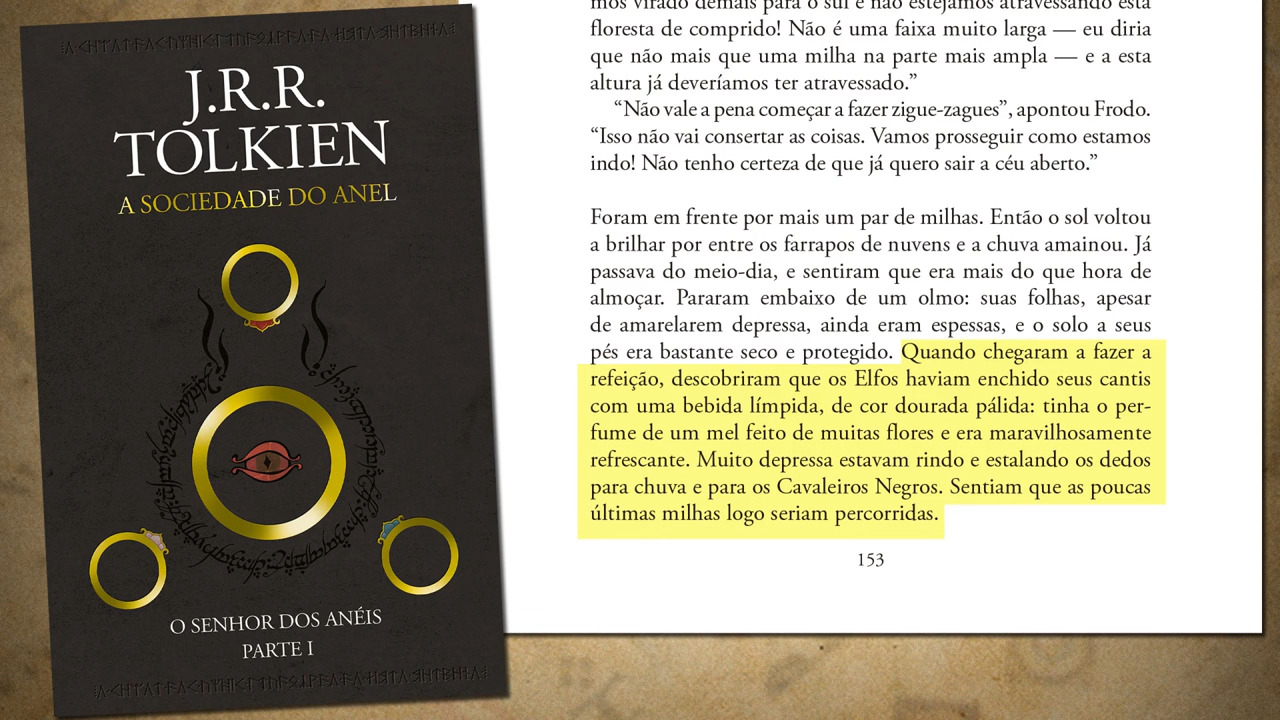 J.R.R.
TOLKIEN
A SOCIEDADE DO ANEL
O SENHOR DOS ANÉIS
PARTE I
mos virado demais para o sul e não estejamos atravessando esta
floresta de comprido! Não é uma faixa muito larga — eu diria
que não mais que uma milha na parte mais ampla — e a esta
altura já deveríamos ter atravessado.”
“Não vale a pena começar a fazer zigue-zagues”, apontou Frodo.
“Isso não vai consertar as coisas. Vamos prosseguir como estamos
indo! Não tenho certeza de que já quero sair a céu aberto.”
Foram em frente por mais um par de milhas. Então o sol voltou
a brilhar por entre os farrapos de nuvens e a chuva amainou. Já
passava do meio-dia, e sentiram que era mais do que hora de
almoçar. Pararam embaixo de um olmo: suas folhas, apesar
de amarelarem depressa, ainda eram espessas, e o solo a seus
pés era bastante seco e protegido. Quando chegaram a fazer a
refeição, descobriram que os Elfos haviam enchido seus cantis
com uma bebida límpida, de cor dourada pálida: tinha o per-
fume de um mel feito de muitas flores e era maravilhosamente
refrescante. Muito depressa estavam rindo e estalando os dedos
para chuva e para os Cavaleiros Negros. Sentiam que as poucas
últimas milhas logo seriam percorridas.
153